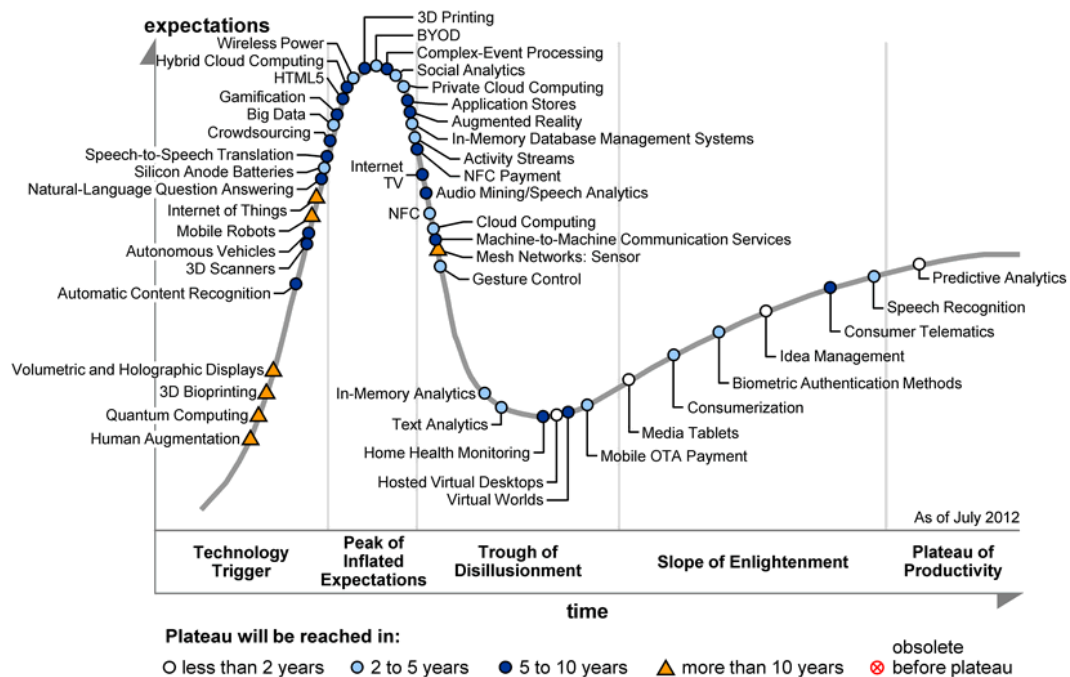 expectations
3D Printing
BYOD
Complex-Event Processing
Social Analytics
Private Cloud Computing
Application Stores
Augmented Reality
In-Memory Database Management Systems
Activity Streams
NFC Payment
Audio Mining/Speech Analytics
Cloud Computing
Machine-to-Machine Communication Services
Mesh Networks: Sensor
Gesture Control
Wireless Power
Hybrid Cloud Computing
HTML5
Gamification
Big Data
Crowdsourcing
Speech-to-Speech Translation
Silicon Anode Batteries
Natural-Language Question Answering
Internet of Things
Mobile Robots
Autonomous Vehicles
3D Scanners
Automatic Content Recognition
Volumetric and Holographic Displays
3D Bioprinting
Quantum Computing
Human Augmentation
Internet
TV
NFC
In-Memory Analytics
Text Analytics
Home Health Monitoring
Hosted Virtual Desktops
Virtual Worlds
Mobile OTA Payment
Media Tablets
Consumerization
Biometric Authentication Methods
Idea Management
Consumer Telematics
Speech Recognition
Predictive Analytics
As of July 2012
Technology
Trigger
Peak of
Inflated
Expectations
Trough of
Disillusionment
Slope of Enlightenment
Plateau of
Productivity
time
Plateau will be reached in:
less than 2 years
2 to 5 years
5 to 10 years
more than 10 years
obsolete
before plateau